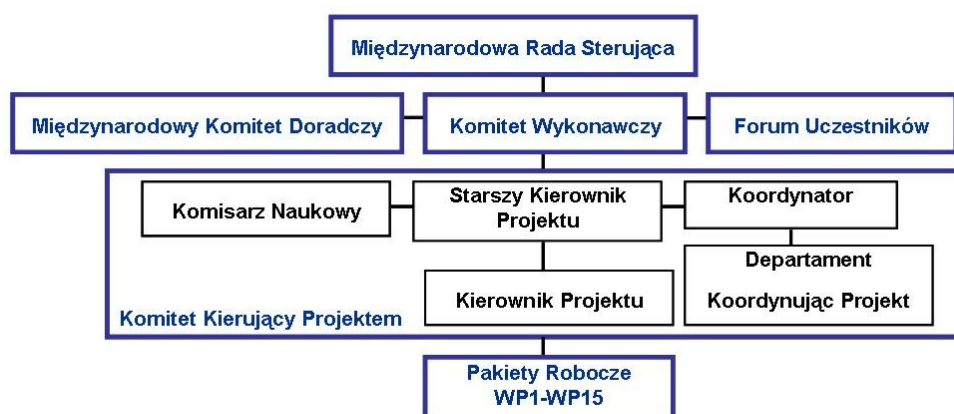 Międzynarodowa Rada Sterująca
Międzynarodowy Komitet Doradczy
Komitet Wykonawczy
Forum Uczestników
Komisarz Naukowy
Starszy Kierownik
Projektu
Koordynator
Kierownik Projektu
Departament
Koordynując Projekt
Komitet Kierujący Projektem
Pakiety Robocze
WP1-WP15